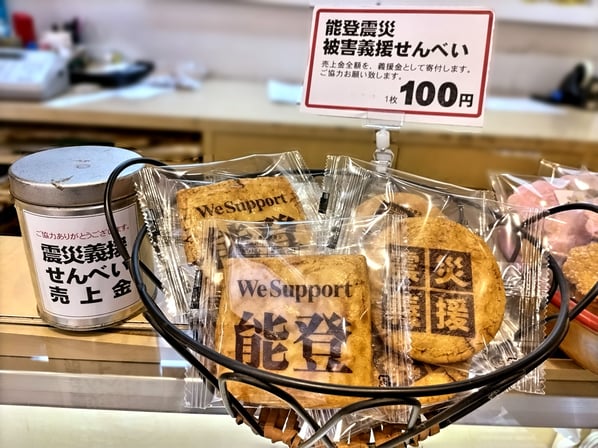 能登震災
被害義援せんべい
売上金全額を、義援金として寄付します。
ご協力お願い致します。
1枚 100円
ご協力ありがとうございます。
震災義援
せんべい
売上金
We Support
能登
We Support
能登
震災
義援